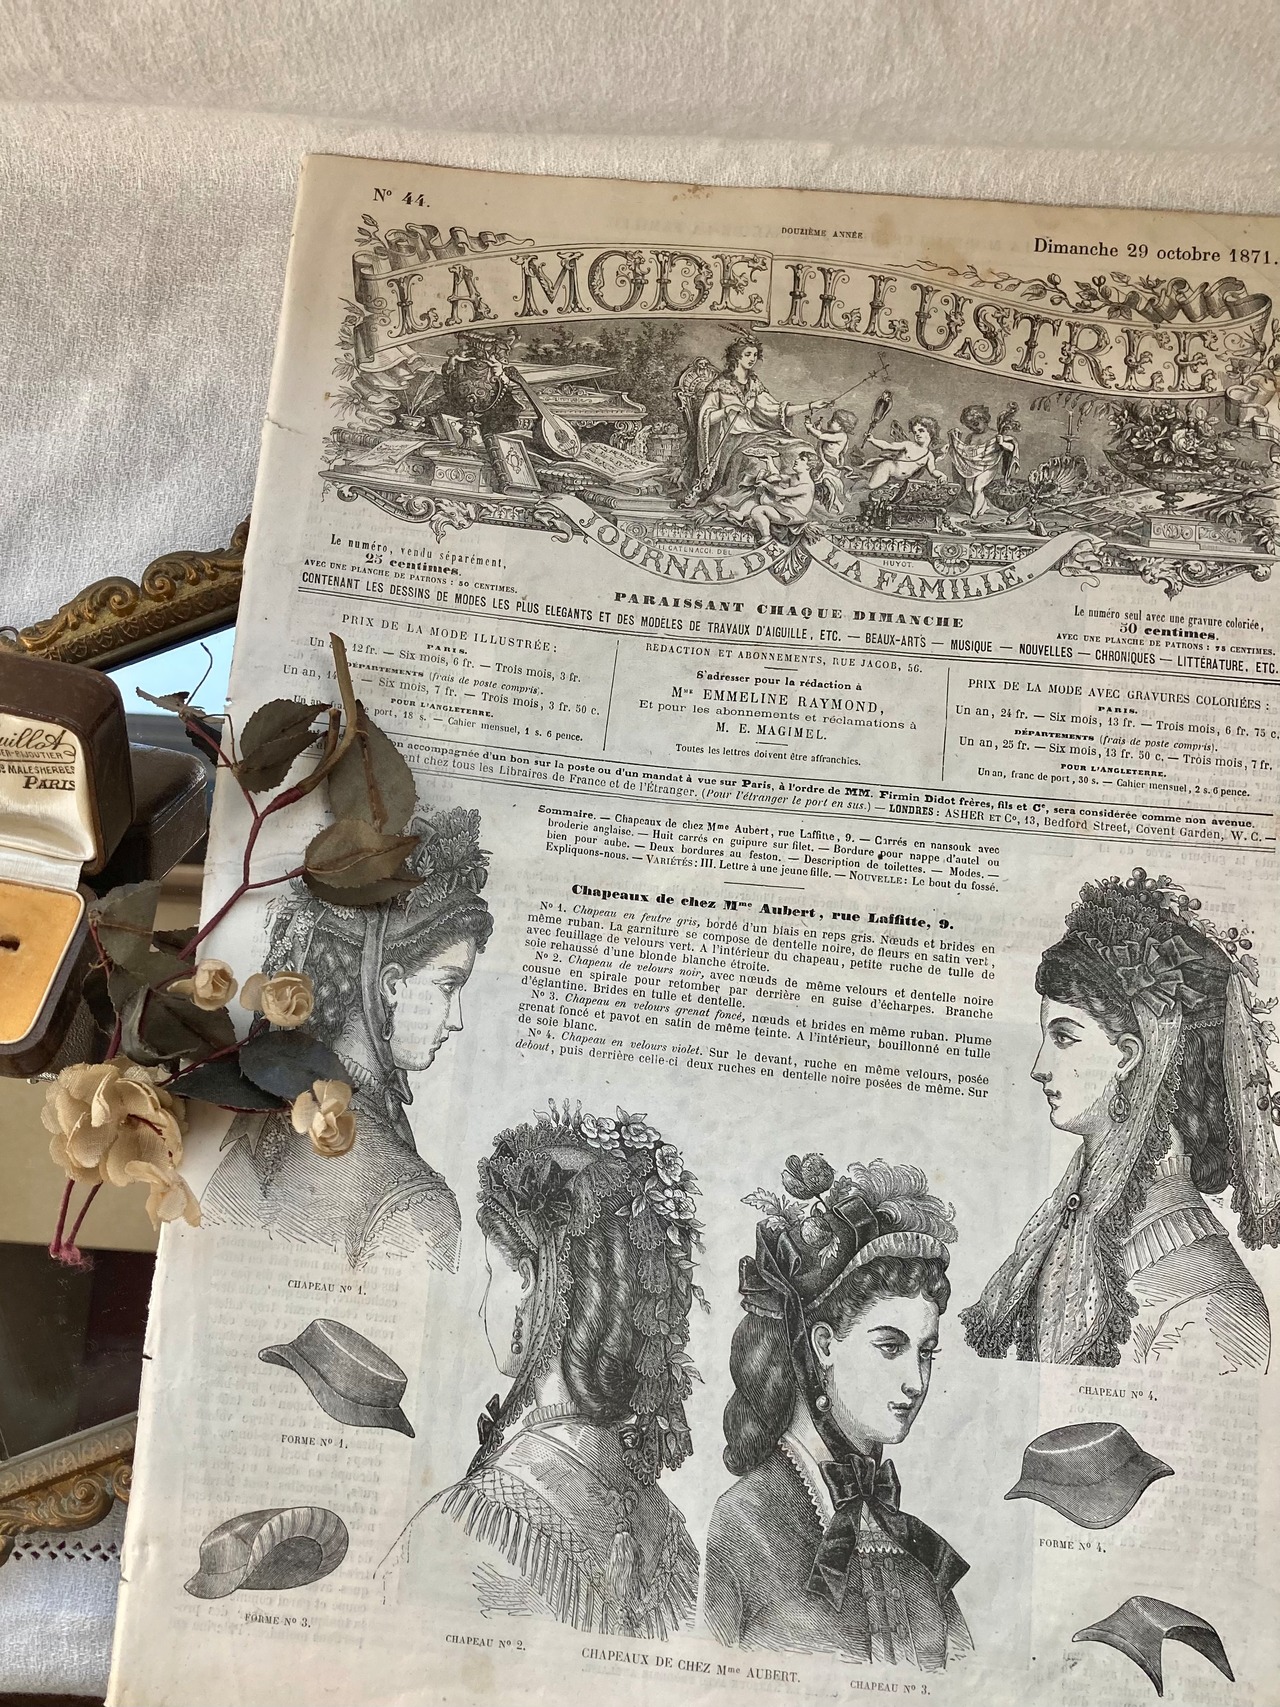 Nº 44.
DOUZIÈME ANNÉE
Dimanche 29 octobre 1871.
LA MODE ILLUSTRÉE
JOURNAL DE LA FAMILLE.
H. CATENACCI. DEL
HUYOT.
Le numéro, vendu séparément,
25 centimes.
AVEC UNE PLANCHE DE PATRONS : 50 CENTIMES.
PARAISSANT CHAQUE DIMANCHE
Le numéro seul avec une gravure coloriée,
50 centimes.
AVEC UNE PLANCHE DE PATRONS : 75 CENTIMES.
CONTENANT LES DESSINS DE MODES LES PLUS ELEGANTS ET DES MODELES DE TRAVAUX D'AIGUILLE, ETC. — BEAUX-ARTS — MUSIQUE — NOUVELLES — CHRONIQUES — LITTÉRATURE, ETC.
PRIX DE LA MODE ILLUSTRÉE :
PARIS.
Un 12 fr. — Six mois, 6 fr. — Trois mois, 3 fr.
DÉPARTEMENTS (frais de poste compris).
Un an, 14 — Six mois, 7 fr. — Trois mois, 3 fr. 50 c.
POUR L'ANGLETERRE.
Un an, port, 18 s. — Cahier mensuel, 1 s. 6 pence.
REDACTION ET ABONNEMENTS, RUE JACOB, 56.
S'adresser pour la rédaction à
Mme EMMELINE RAYMOND,
Et pour les abonnements et réclamations à
M. E. MAGIMEL.
Toutes les lettres doivent être affranchies.
PRIX DE LA MODE AVEC GRAVURES COLORIÉES :
PARIS.
Un an, 24 fr. — Six mois, 13 fr. — Trois mois, 6 fr. 75 c.
DÉPARTEMENTS (frais de poste compris).
Un an, 25 fr. — Six mois, 13 fr. 50 c. — Trois mois, 7 fr.
POUR L'ANGLETERRE.
Un an, franc de port, 30 s. — Cahier mensuel, 2 s. 6 pence.
on accompagnée d'un bon sur la poste ou d'un mandat à vue sur Paris, à l'ordre de MM. Firmin Didot frères, fils et Ce, sera considérée comme non avenue.
ent chez tous les Libraires de France et de l'Étranger. (Pour l'étranger le port en sus.) — LONDRES : ASHER ET Co, 13, Bedford Street, Covent Garden, W. C. —
Sommaire. — Chapeaux de chez Mme Aubert, rue Laffitte, 9. — Carrés en nansouk avec
broderie anglaise. — Huit carrés en guipure sur filet. — Bordure pour nappe d'autel ou
bien pour aube. — Deux bordures au feston. — Description de toilettes. — Modes. —
Expliquons-nous. — VARIÉTÉS : III. Lettre à une jeune fille. — NOUVELLE : Le bout du fossé.
Chapeaux de chez Mme Aubert, rue Laffitte, 9.
Nº 1. Chapeau en feutre gris, bordé d'un biais en reps gris. Nœuds et brides en
même ruban. La garniture se compose de dentelle noire, de fleurs en satin vert,
avec feuillage de velours vert. A l'intérieur du chapeau, petite ruche de tulle de
soie rehaussé d'une blonde blanche étroite.
Nº 2. Chapeau de velours noir, avec nœuds de même velours et dentelle noire
cousue en spirale pour retomber par derrière en guise d'écharpes. Branche
d'églantine. Brides en tulle et dentelle.
Nº 3. Chapeau en velours grenat foncé, nœuds et brides en même ruban. Plume
grenat foncé et pavot en satin de même teinte. A l'intérieur, bouillonné en tulle
de soie blanc.
Nº 4. Chapeau en velours violet. Sur le devant, ruche en même velours, posée
debout, puis derrière celle-ci deux ruches en dentelle noire posées de même. Sur
CHAPEAU Nº 1.
FORME Nº 1.
FORME Nº 3.
CHAPEAU Nº 2.
CHAPEAUX DE CHEZ Mme AUBERT.
CHAPEAU Nº 3.
CHAPEAU Nº 4.
FORME Nº 4.
MALESHERBES
PARIS